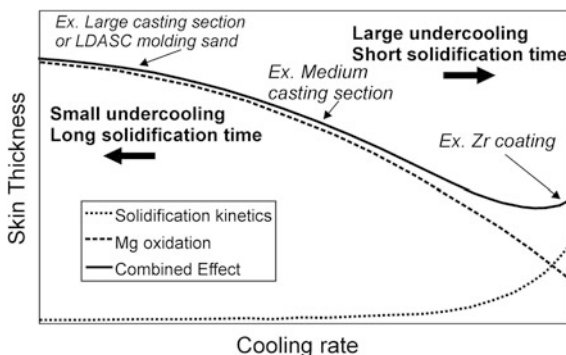 Ex. Large casting section
or LDASC molding sand
Large undercooling
Short solidification time
Ex. Medium
casting section
Small undercooling
Long solidification time
Ex. Zr coating
Skin Thickness
Solidification kinetics
Mg oxidation
Combined Effect
Cooling rate